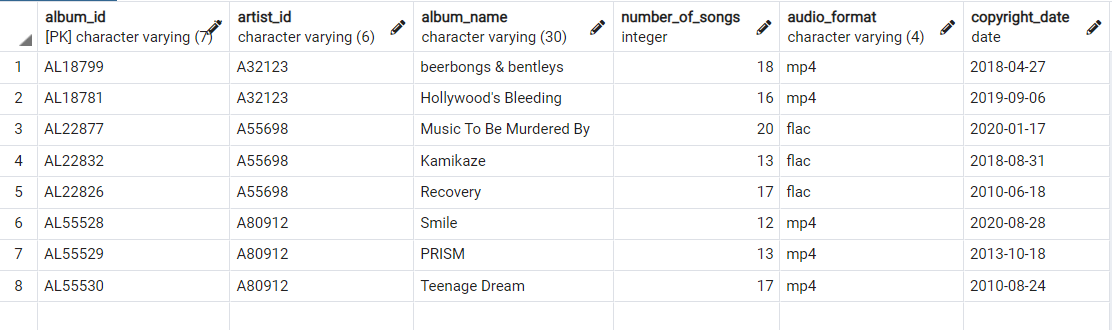 album_id artist_id album_name number_of_songs audio_format copyright_date
[PK] character varying (7) character varying (6) character varying (30) integer character varying (4) date
1 AL18799 A32123 beerbongs & bentleys 18 mp4 2018-04-27
2 AL18781 A32123 Hollywood's Bleeding 16 mp4 2019-09-06
3 AL22877 A55698 Music To Be Murdered By 20 flac 2020-01-17
4 AL22832 A55698 Kamikaze 13 flac 2018-08-31
5 AL22826 A55698 Recovery 17 flac 2010-06-18
6 AL55528 A80912 Smile 12 mp4 2020-08-28
7 AL55529 A80912 PRISM 13 mp4 2013-10-18
8 AL55530 A80912 Teenage Dream 17 mp4 2010-08-24